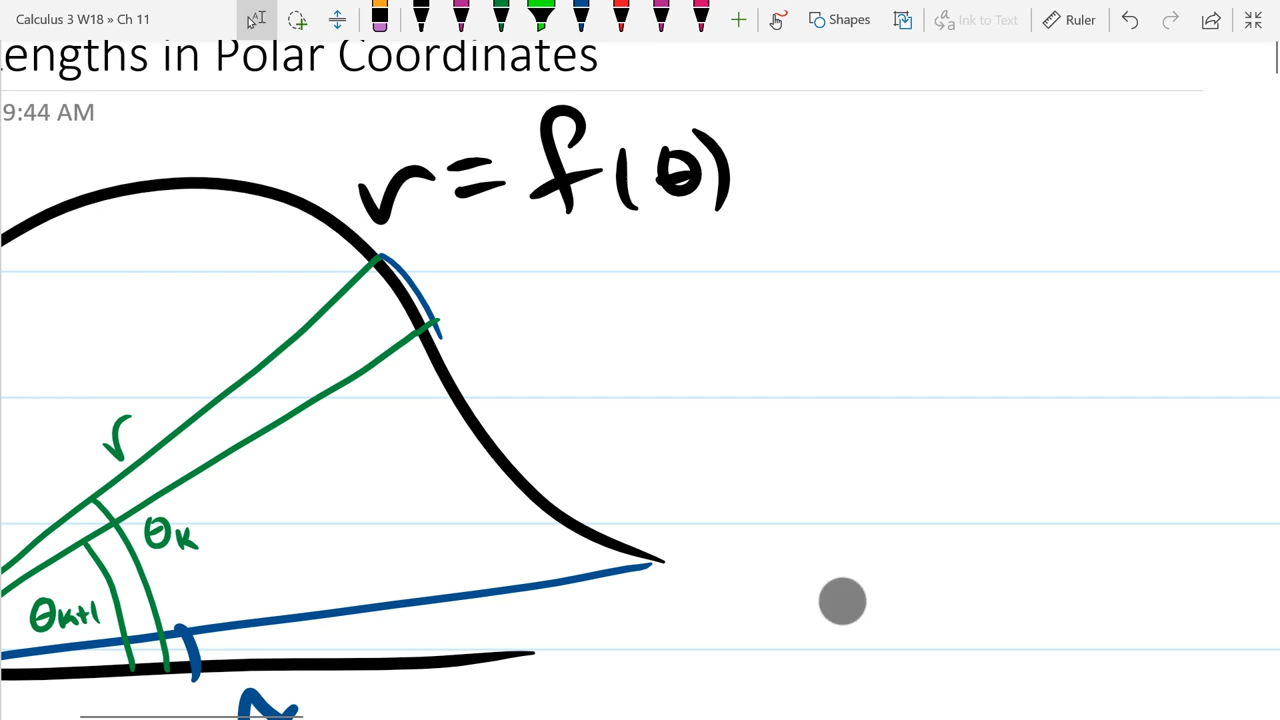 Calculus 3 W18 » Ch 11
Shapes
Ink to Text
Ruler
engths in Polar Coordinates
9:44 AM
r = f(θ)
r
θK
θK+1